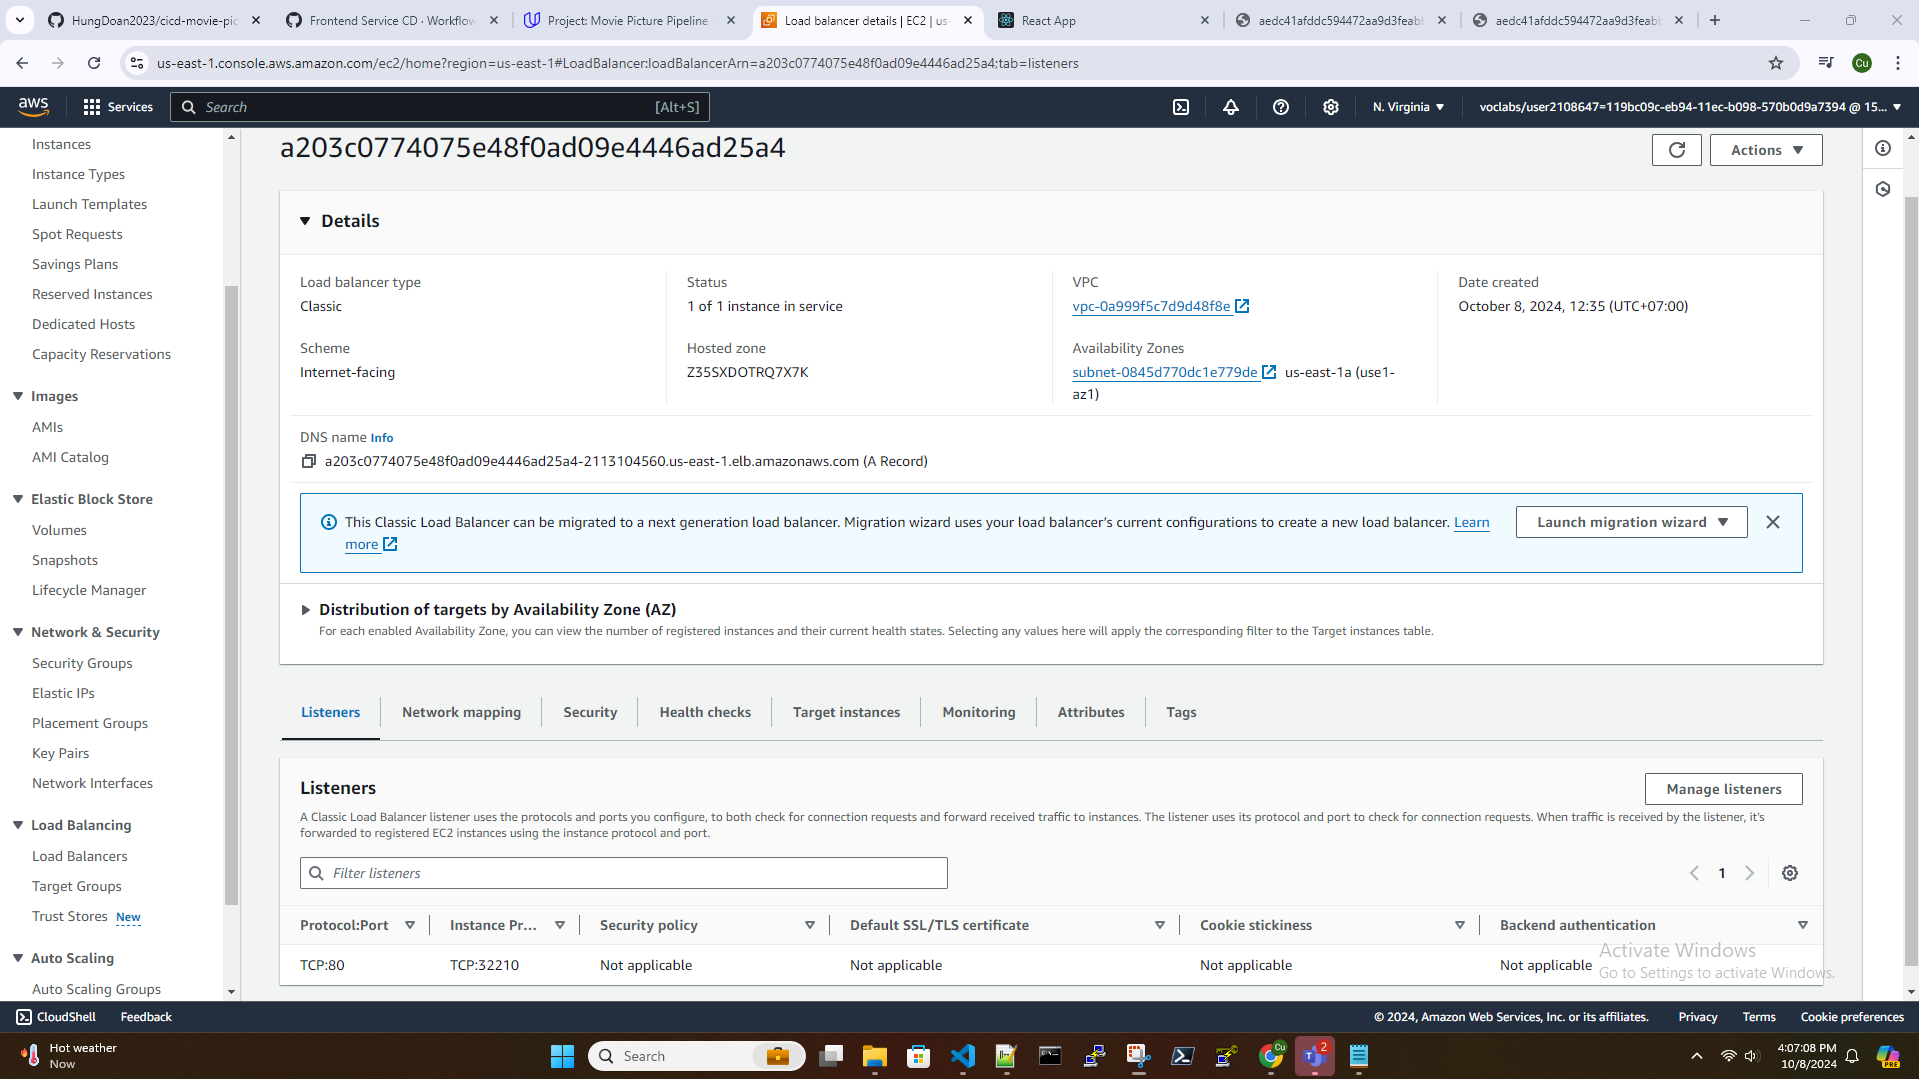 HungDoan2023/cicd-movie-pic
Frontend Service CD · Workflow
Project: Movie Picture Pipeline -
Load balancer details | EC2 | us-
React App
aedc41afddc594472aa9d3feabb
aedc41afddc594472aa9d3feabb
us-east-1.console.aws.amazon.com/ec2/home?region=us-east-1#LoadBalancer:loadBalancerArn=a203c0774075e48f0ad09e4446ad25a4;tab=listeners
Cu
aws
Services
Search
[Alt+S]
N. Virginia
voclabs/user2108647=119bc09c-eb94-11ec-b098-570b0d9a7394 @ 15...
Instances
Instance Types
Launch Templates
Spot Requests
Savings Plans
Reserved Instances
Dedicated Hosts
Capacity Reservations
Images
AMIs
AMI Catalog
Elastic Block Store
Volumes
Snapshots
Lifecycle Manager
Network & Security
Security Groups
Elastic IPs
Placement Groups
Key Pairs
Network Interfaces
Load Balancing
Load Balancers
Target Groups
Trust Stores New
Auto Scaling
Auto Scaling Groups
a203c0774075e48f0ad09e4446ad25a4
Actions
Details
Load balancer type
Classic
Status
1 of 1 instance in service
VPC
vpc-0a999f5c7d9d48f8e
Date created
October 8, 2024, 12:35 (UTC+07:00)
Scheme
Internet-facing
Hosted zone
Z35SXDOTRQ7X7K
Availability Zones
subnet-0845d770dc1e779de us-east-1a (use1-
az1)
DNS name Info
a203c0774075e48f0ad09e4446ad25a4-2113104560.us-east-1.elb.amazonaws.com (A Record)
This Classic Load Balancer can be migrated to a next generation load balancer. Migration wizard uses your load balancer's current configurations to create a new load balancer. Learn
more
Launch migration wizard
Distribution of targets by Availability Zone (AZ)
For each enabled Availability Zone, you can view the number of registered instances and their current health states. Selecting any values here will apply the corresponding filter to the Target instances table.
Listeners
Network mapping
Security
Health checks
Target instances
Monitoring
Attributes
Tags
Listeners
Manage listeners
A Classic Load Balancer listener uses the protocols and ports you configure, to both check for connection requests and forward received traffic to instances. The listener uses its protocol and port to check for connection requests. When traffic is received by the listener, it's
forwarded to registered EC2 instances using the instance protocol and port.
Filter listeners
1
Protocol:Port
Instance Pr...
Security policy
Default SSL/TLS certificate
Cookie stickiness
Backend authentication
TCP:80
TCP:32210
Not applicable
Not applicable
Not applicable
Not applicable
Activate Windows
Go to Settings to activate Windows.
CloudShell
Feedback
© 2024, Amazon Web Services, Inc. or its affiliates.
Privacy
Terms
Cookie preferences
Hot weather
Now
Search
Cu
2
4:07:08 PM
10/8/2024
PRE